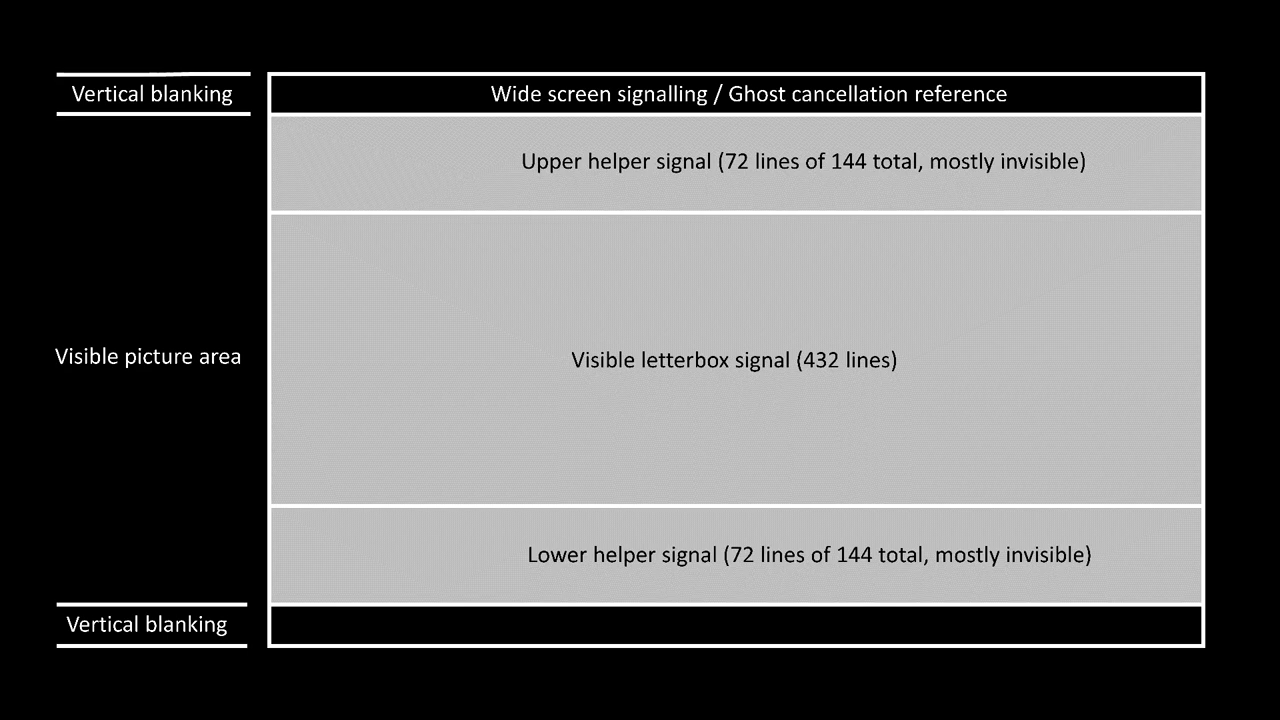 Vertical blanking
Wide screen signalling / Ghost cancellation reference
Upper helper signal (72 lines of 144 total, mostly invisible)
Visible picture area
Visible letterbox signal (432 lines)
Lower helper signal (72 lines of 144 total, mostly invisible)
Vertical blanking